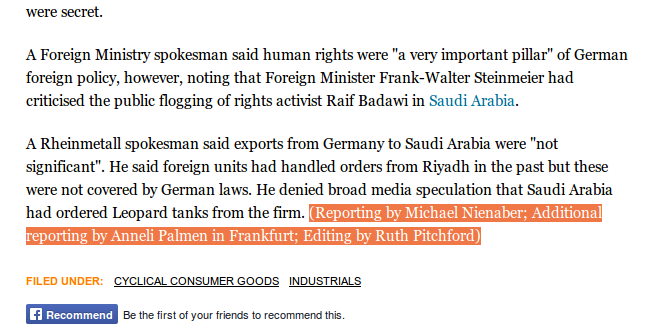 were secret.
A Foreign Ministry spokesman said human rights were "a very important pillar" of German
foreign policy, however, noting that Foreign Minister Frank-Walter Steinmeier had
criticised the public flogging of rights activist Raif Badawi in Saudi Arabia.
A Rheinmetall spokesman said exports from Germany to Saudi Arabia were "not
significant". He said foreign units had handled orders from Riyadh in the past but these
were not covered by German laws. He denied broad media speculation that Saudi Arabia
had ordered Leopard tanks from the firm. (Reporting by Michael Nienaber; Additional
reporting by Anneli Palmen in Frankfurt; Editing by Ruth Pitchford)
FILED UNDER: CYCLICAL CONSUMER GOODS INDUSTRIALS
f Recommend Be the first of your friends to recommend this.